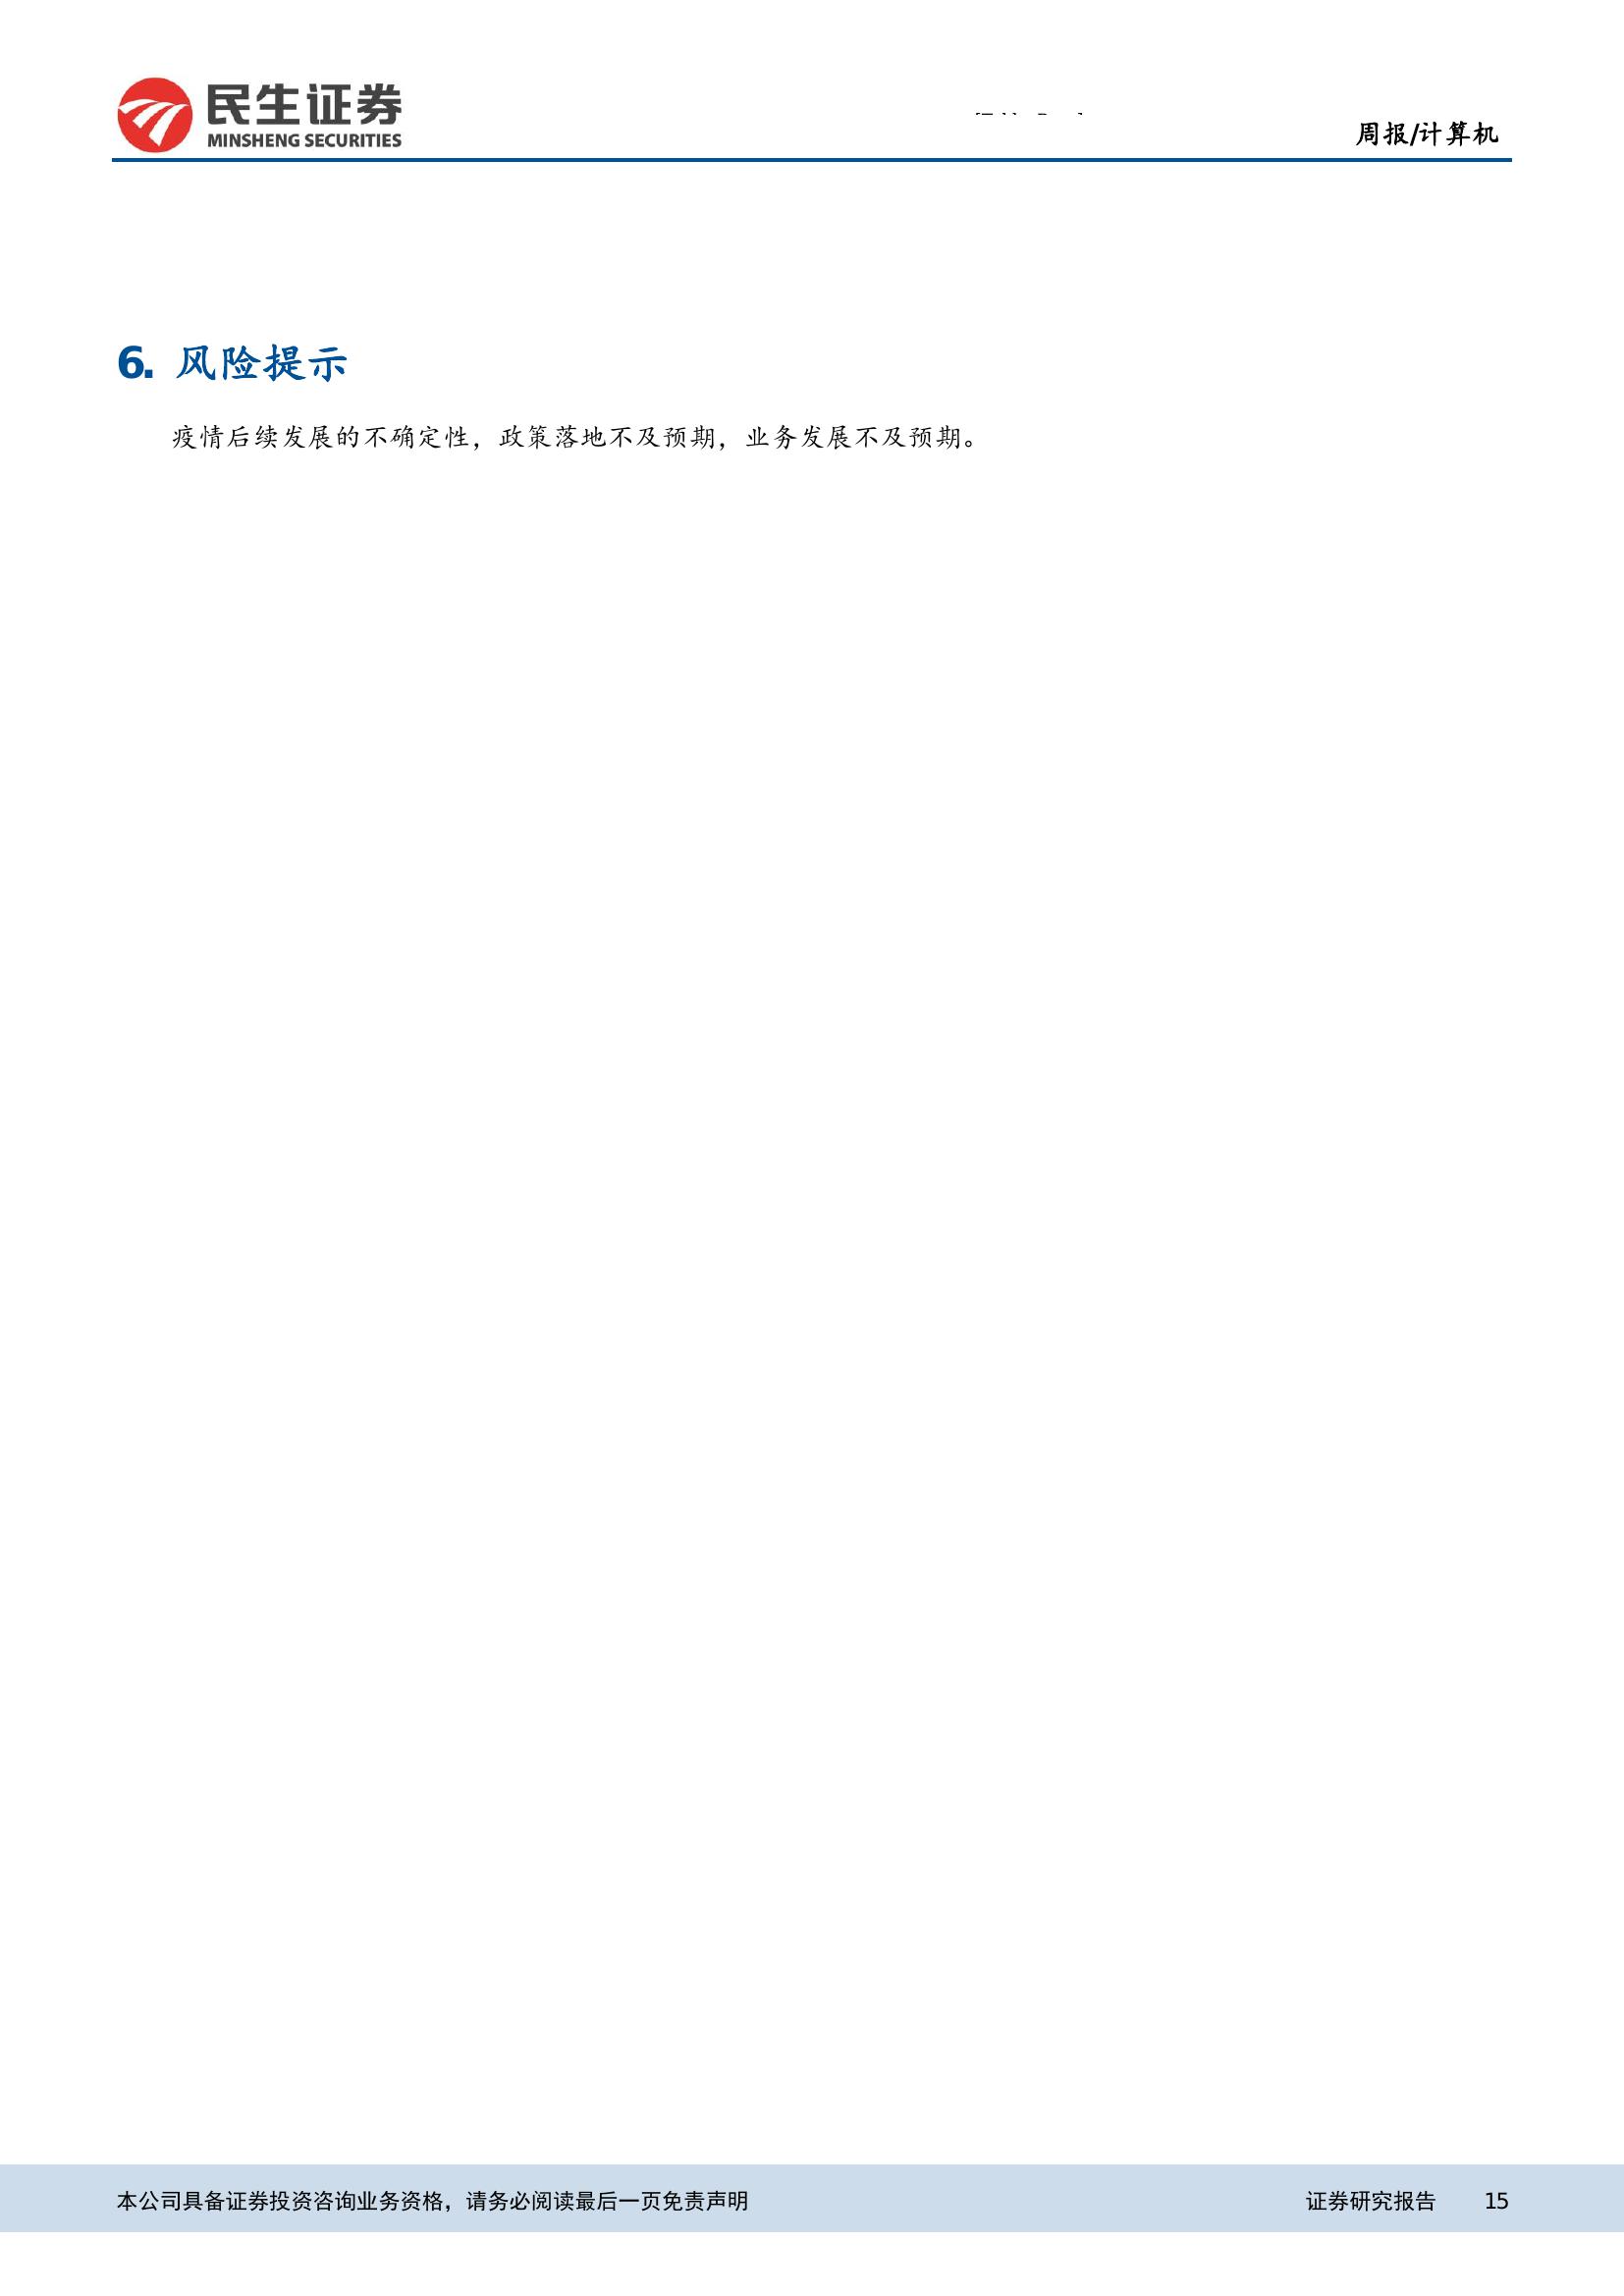 民生证券
MINSHENG SECURITIES
周报/计算机
6. 风险提示
疫情后续发展的不确定性，政策落地不及预期，业务发展不及预期。
本公司具备证券投资咨询业务资格，请务必阅读最后一页免责声明 证券研究报告 15